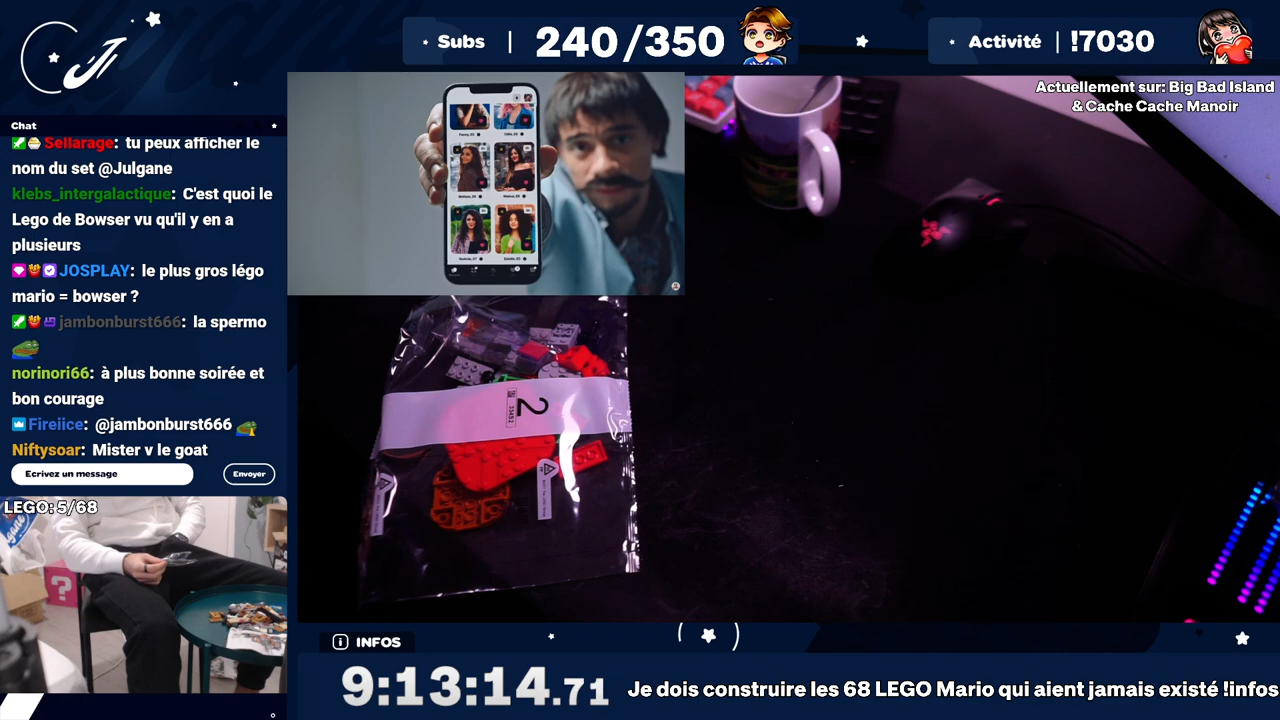 Subs | 240/350
Activité | !7030
Actuellement sur: Big Bad Island
& Cache Cache Manoir
Chat
Sellarage: tu peux afficher le
nom du set @Julgane
klebs_intergalactique: C'est quoi le
Lego de Bowser vu qu'il y en a
plusieurs
JOSPLAY: le plus gros légo
mario = bowser ?
jambonburst666: la spermo
norinori66: à plus bonne soirée et
bon courage
Fireiice: @jambonburst666
Niftysoar: Mister v le goat
Ecrivez un message
Envoyer
LEGO: 5/68
2
INFOS
9:13:14.71
Je dois construire les 68 LEGO Mario qui aient jamais existé !infos